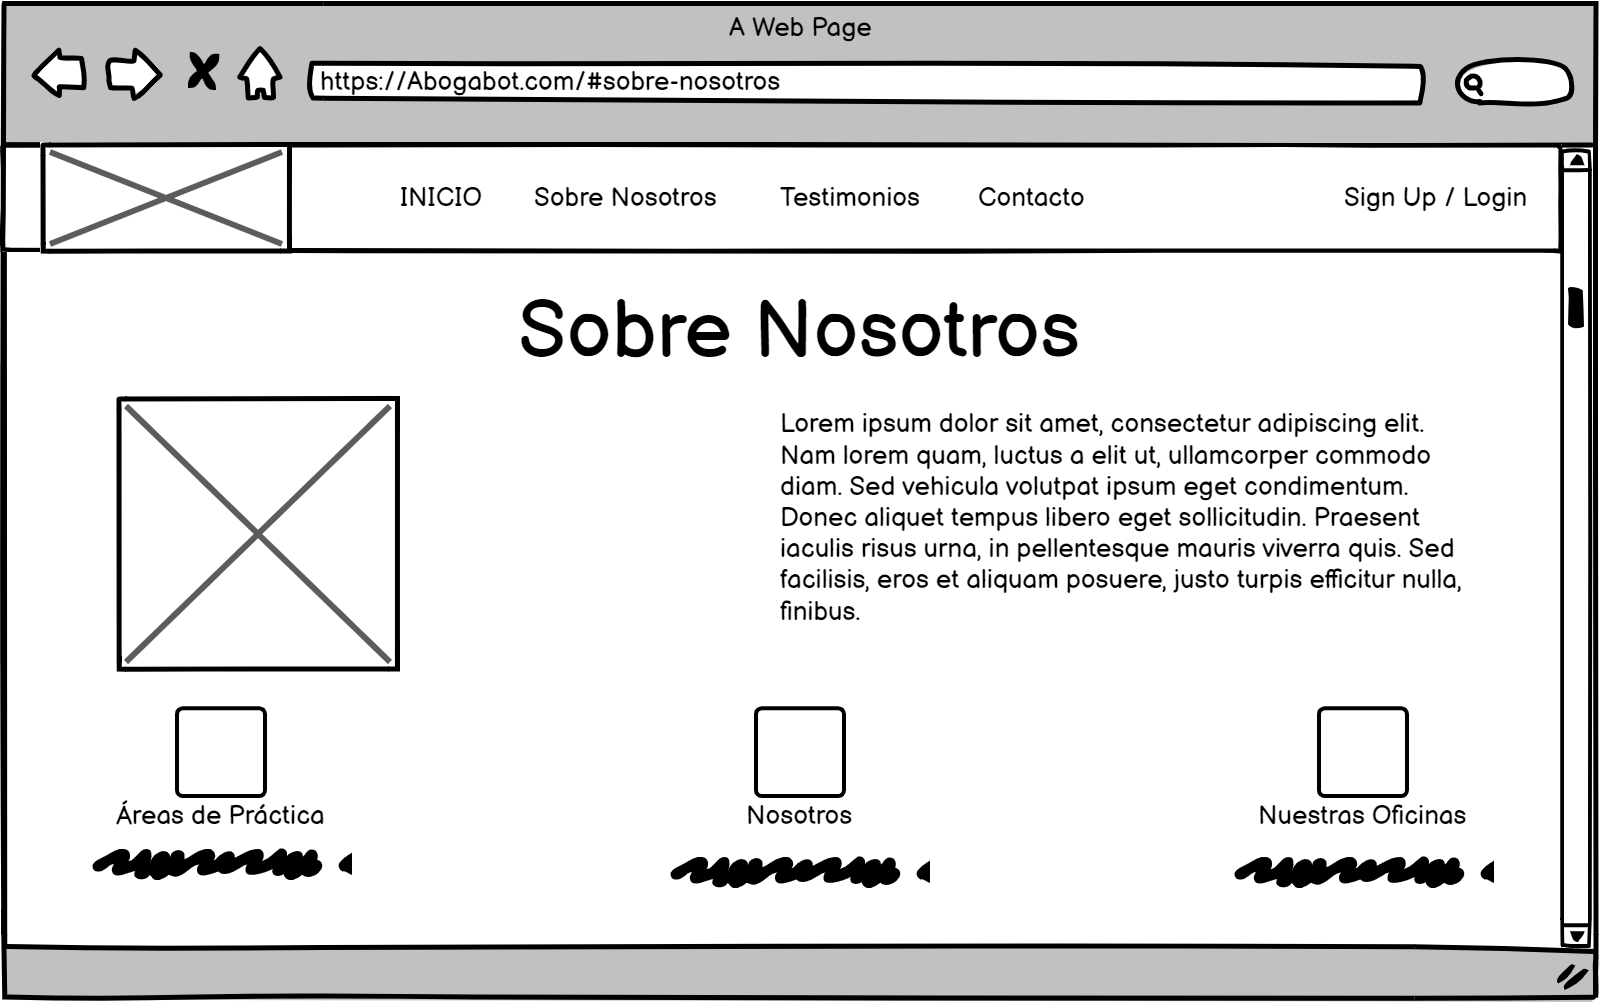 A Web Page
https://Abogabot.com/#sobre-nosotros
INICIO Sobre Nosotros Testimonios Contacto Sign Up / Login
Sobre Nosotros
Lorem ipsum dolor sit amet, consectetur adipiscing elit.
Nam lorem quam, luctus a elit ut, ullamcorper commodo
diam. Sed vehicula volutpat ipsum eget condimentum.
Donec aliquet tempus libero eget sollicitudin. Praesent
iaculis risus urna, in pellentesque mauris viverra quis. Sed
facilisis, eros et aliquam posuere, justo turpis efficitur nulla,
finibus.
Áreas de Práctica Nosotros Nuestras Oficinas